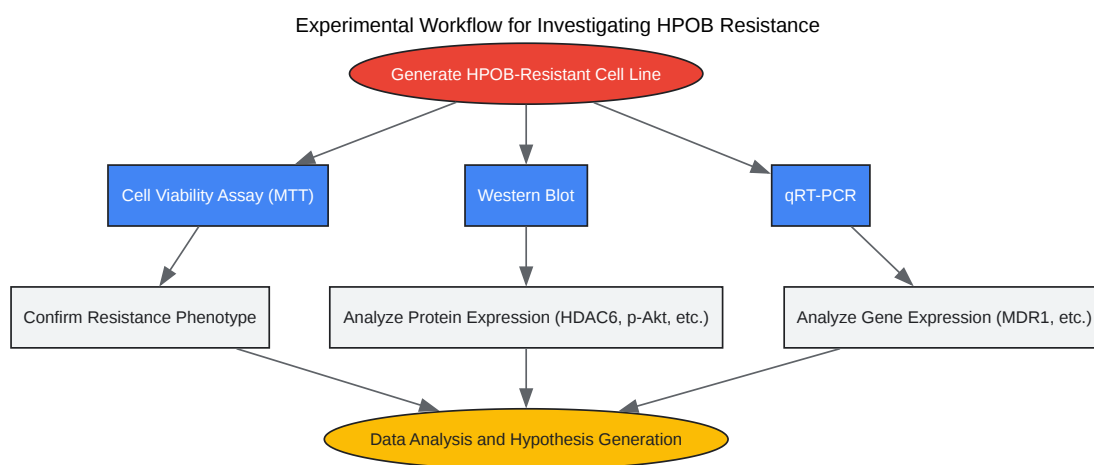 Experimental Workflow for Investigating HPOB Resistance
Generate HPOB-Resistant Cell Line
Cell Viability Assay (MTT)
Western Blot
qRT-PCR
Confirm Resistance Phenotype
Analyze Protein Expression (HDAC6, p-Akt, etc.)
Analyze Gene Expression (MDR1, etc.)
Data Analysis and Hypothesis Generation